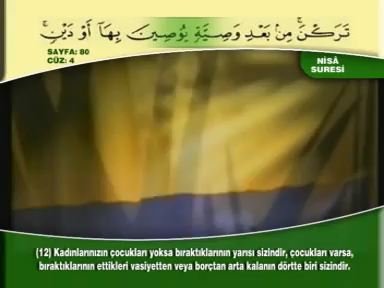 تَرَكْنَ ۚ مِنْ بَعْدِ وَصِيَّةٍ يُوصِينَ بِهَا أَوْ دَيْنٍ ۚ
SAYFA: 80
CÜZ: 4
NİSÂ
SURESİ
(12) Kadınlarınızın çocukları yoksa bıraktıklarının yarısı sizindir, çocukları varsa,
bıraktıklarının ettikleri vasiyetten veya borçtan arta kalanın dörtte biri sizindir.